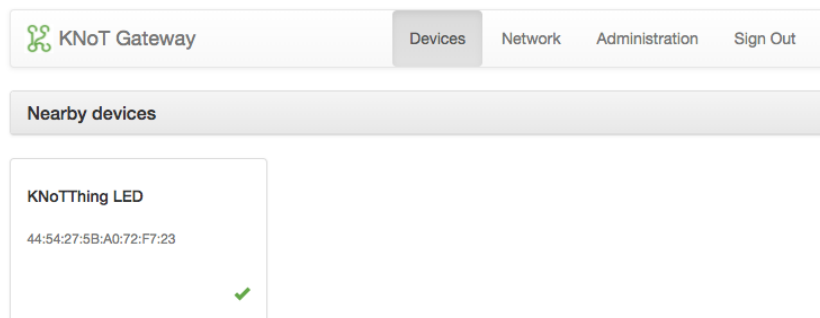 KNoT Gateway Devices Network Administration Sign Out
Nearby devices
KNoTThing LED
44:54:27:5B:A0:72:F7:23